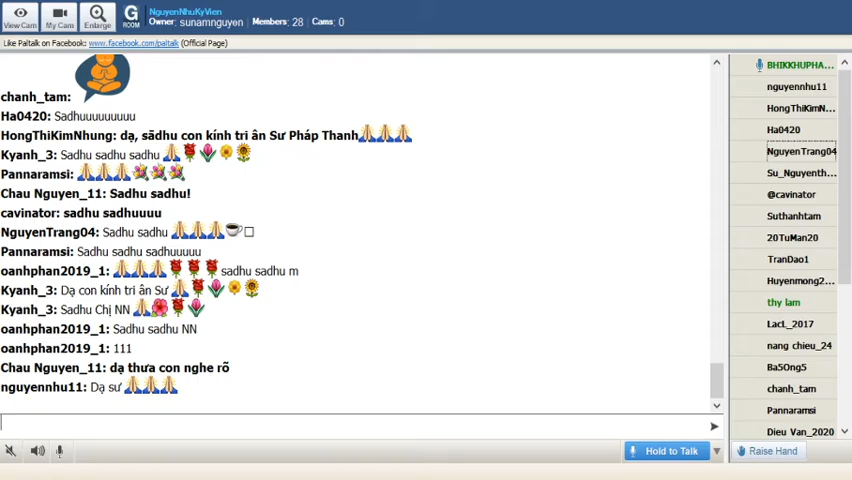 View Cam
My Cam
Enlarge
G
ROOM
NguyenNhuKyVien
Owner: sunamnguyen Members: 28 Cams: 0
Like Paltalk on Facebook: www.facebook.com/paltalk (Official Page)
chanh_tam:
Ha0420: Sadhuuuuuuuuu
HongThiKimNhung: dạ, sādhu con kính tri ân Sư Pháp Thanh🙏🙏🙏
Kyanh_3: Sadhu sadhu sadhu 🙏🌹🌷🌼🌻
Pannaramsi: 🙏🙏🙏💐💐💐
Chau Nguyen_11: Sadhu sadhu!
cavinator: sadhu sadhuuuu
NguyenTrang04: Sadhu sadhu 🙏🙏🙏☕□
Pannaramsi: Sadhu sadhu sadhuuuuu
oanhphan2019_1: 🙏🙏🙏🌹🌹🌹 sadhu sadhu m
Kyanh_3: Dạ con kính tri ân Sư 🙏🌹🌷🌼🌻
Kyanh_3: Sadhu Chị NN 🙏🌺🌹🌷
oanhphan2019_1: Sadhu sadhu NN
oanhphan2019_1: 111
Chau Nguyen_11: dạ thưa con nghe rõ
nguyennhu11: Dạ sư 🙏🙏🙏
Hold to Talk
BHIKKHUPHA...
nguyennhu11
HongThiKimN...
Ha0420
NguyenTrang04
Su_Nguyenth...
@cavinator
Suthanhtam
20TuMan20
TranDao1
Huyenmong2...
thy lam
LacL_2017
nang chieu_24
Ba5Ong5
chanh_tam
Pannaramsi
Dieu Van_2020
Raise Hand